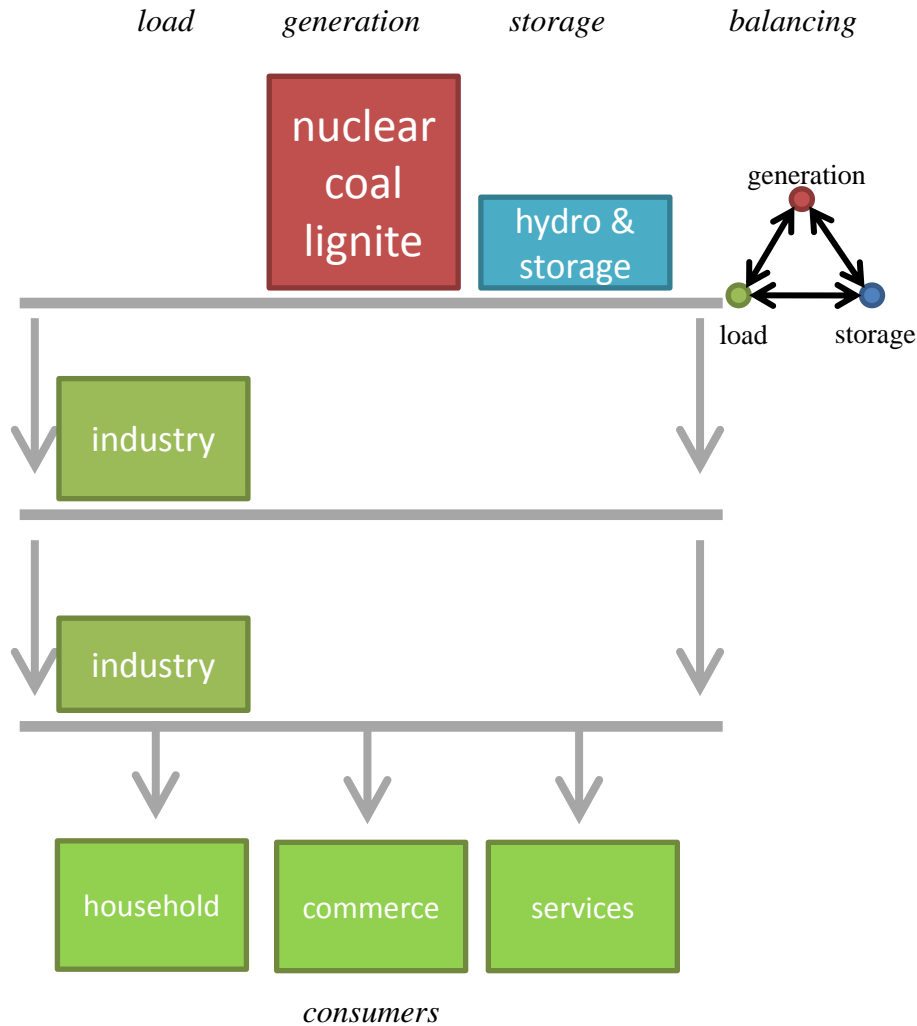 load generation storage balancing
nuclear
coal
lignite
hydro &
storage
generation
load storage
industry
industry
household commerce services
consumers